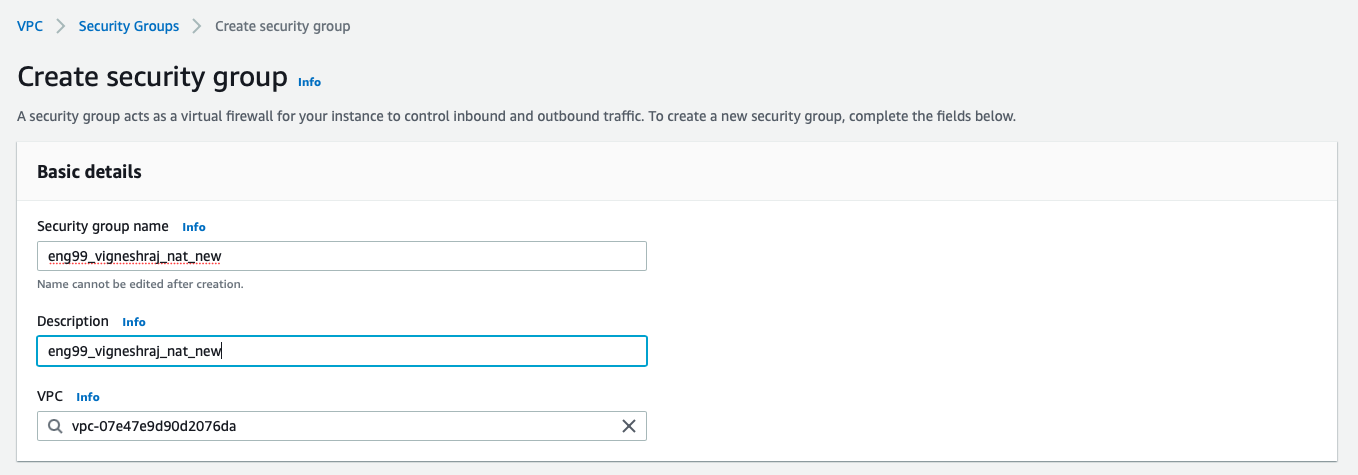 VPC > Security Groups > Create security group
Create security group Info
A security group acts as a virtual firewall for your instance to control inbound and outbound traffic. To create a new security group, complete the fields below.
Basic details
Security group name Info
eng99_vigneshraj_nat_new
Name cannot be edited after creation.
Description Info
eng99_vigneshraj_nat_new
VPC Info
vpc-07e47e9d90d2076da